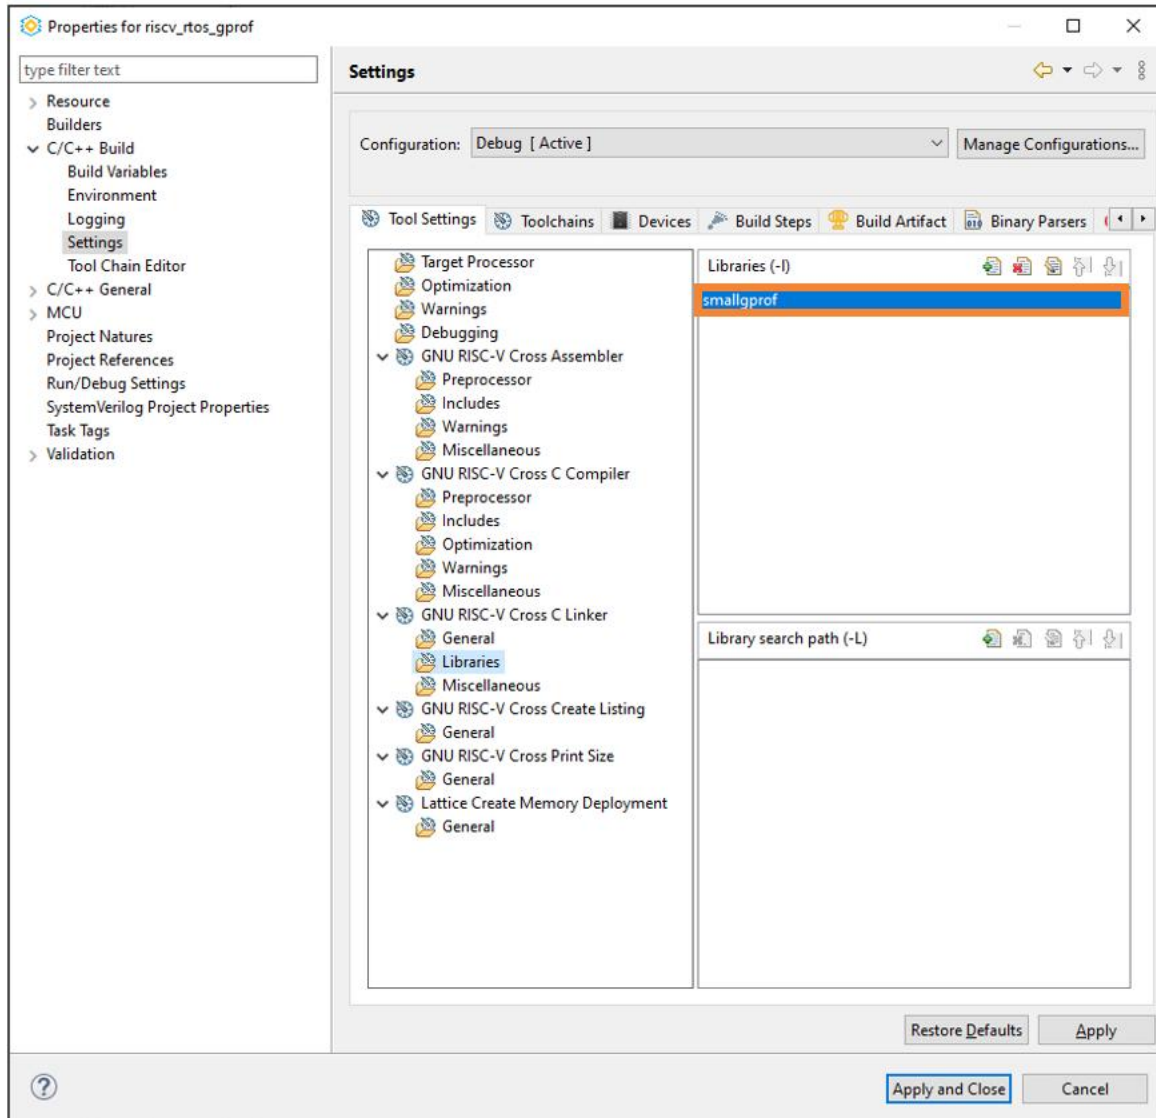 Properties for riscv_rtos_gprof
type filter text
Resource
Builders
C/C++ Build
Build Variables
Environment
Logging
Settings
Tool Chain Editor
C/C++ General
MCU
Project Natures
Project References
Run/Debug Settings
SystemVerilog Project Properties
Task Tags
Validation
Settings
Configuration: Debug [ Active ] Manage Configurations...
Tool Settings Toolchains Devices Build Steps Build Artifact Binary Parsers
Target Processor
Optimization
Warnings
Debugging
GNU RISC-V Cross Assembler
Preprocessor
Includes
Warnings
Miscellaneous
GNU RISC-V Cross C Compiler
Preprocessor
Includes
Optimization
Warnings
Miscellaneous
GNU RISC-V Cross C Linker
General
Libraries
Miscellaneous
GNU RISC-V Cross Create Listing
General
GNU RISC-V Cross Print Size
General
Lattice Create Memory Deployment
General
Libraries (-l)
smallgprof
Library search path (-L)
Restore Defaults Apply
Apply and Close Cancel